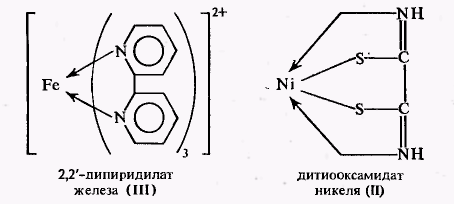 2+
NH
N
S
C
Fe
Ni
S
C
N
3
NH
2,2'-дипиридилат
железа (III)
дитиооксамидат
никеля (II)